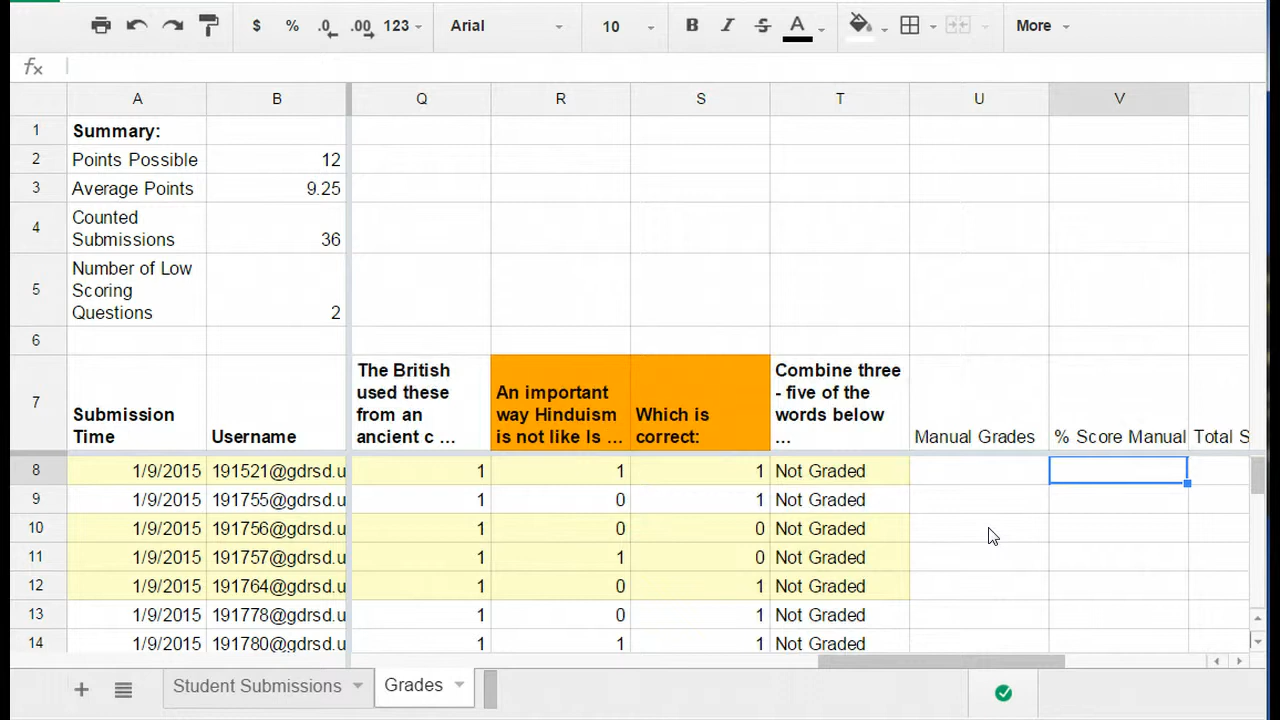 $ % .0 .00 123 Arial 10 B I S A More
fx
A B Q R S T U V
1 Summary:
2 Points Possible 12
3 Average Points 9.25
4 Counted
Submissions 36
5 Number of Low
Scoring
Questions 2
6
7 Submission
Time Username
The British
used these
from an
ancient c ...
An important
way Hinduism
is not like Is ...
Which is
correct:
Combine three
- five of the
words below
...
Manual Grades
% Score Manual
Total S
8 1/9/2015 191521@gdrsd.u 1 1 1 Not Graded
9 1/9/2015 191755@gdrsd.u 1 0 1 Not Graded
10 1/9/2015 191756@gdrsd.u 1 0 0 Not Graded
11 1/9/2015 191757@gdrsd.u 1 1 0 Not Graded
12 1/9/2015 191764@gdrsd.u 1 0 1 Not Graded
13 1/9/2015 191778@gdrsd.u 1 0 1 Not Graded
14 1/9/2015 191780@gdrsd.u 1 1 1 Not Graded
Student Submissions Grades